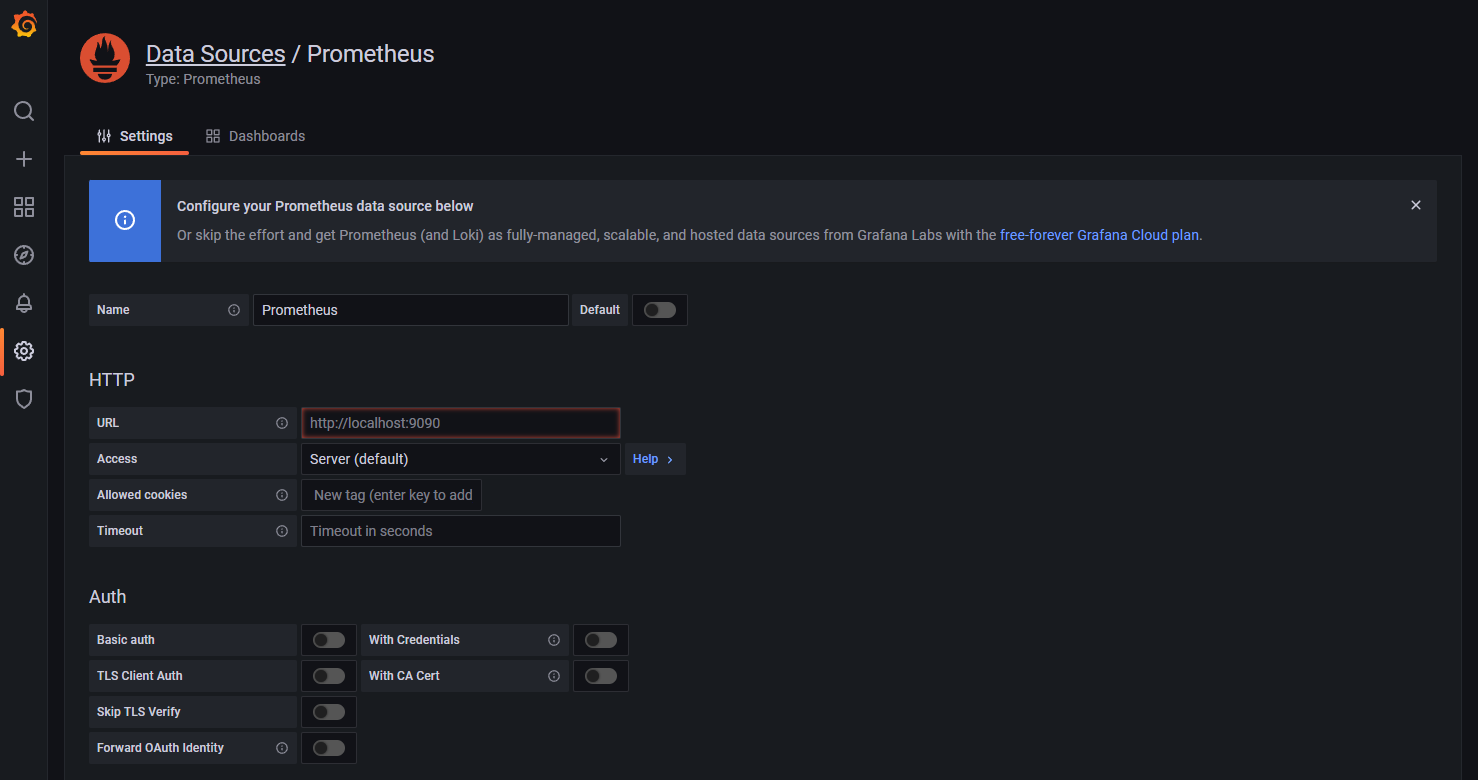 Data Sources / Prometheus
Type: Prometheus
Settings Dashboards
Configure your Prometheus data source below
Or skip the effort and get Prometheus (and Loki) as fully-managed, scalable, and hosted data sources from Grafana Labs with the free-forever Grafana Cloud plan.
Name Prometheus Default
HTTP
URL http://localhost:9090
Access Server (default) Help
Allowed cookies New tag (enter key to add
Timeout Timeout in seconds
Auth
Basic auth With Credentials
TLS Client Auth With CA Cert
Skip TLS Verify
Forward OAuth Identity